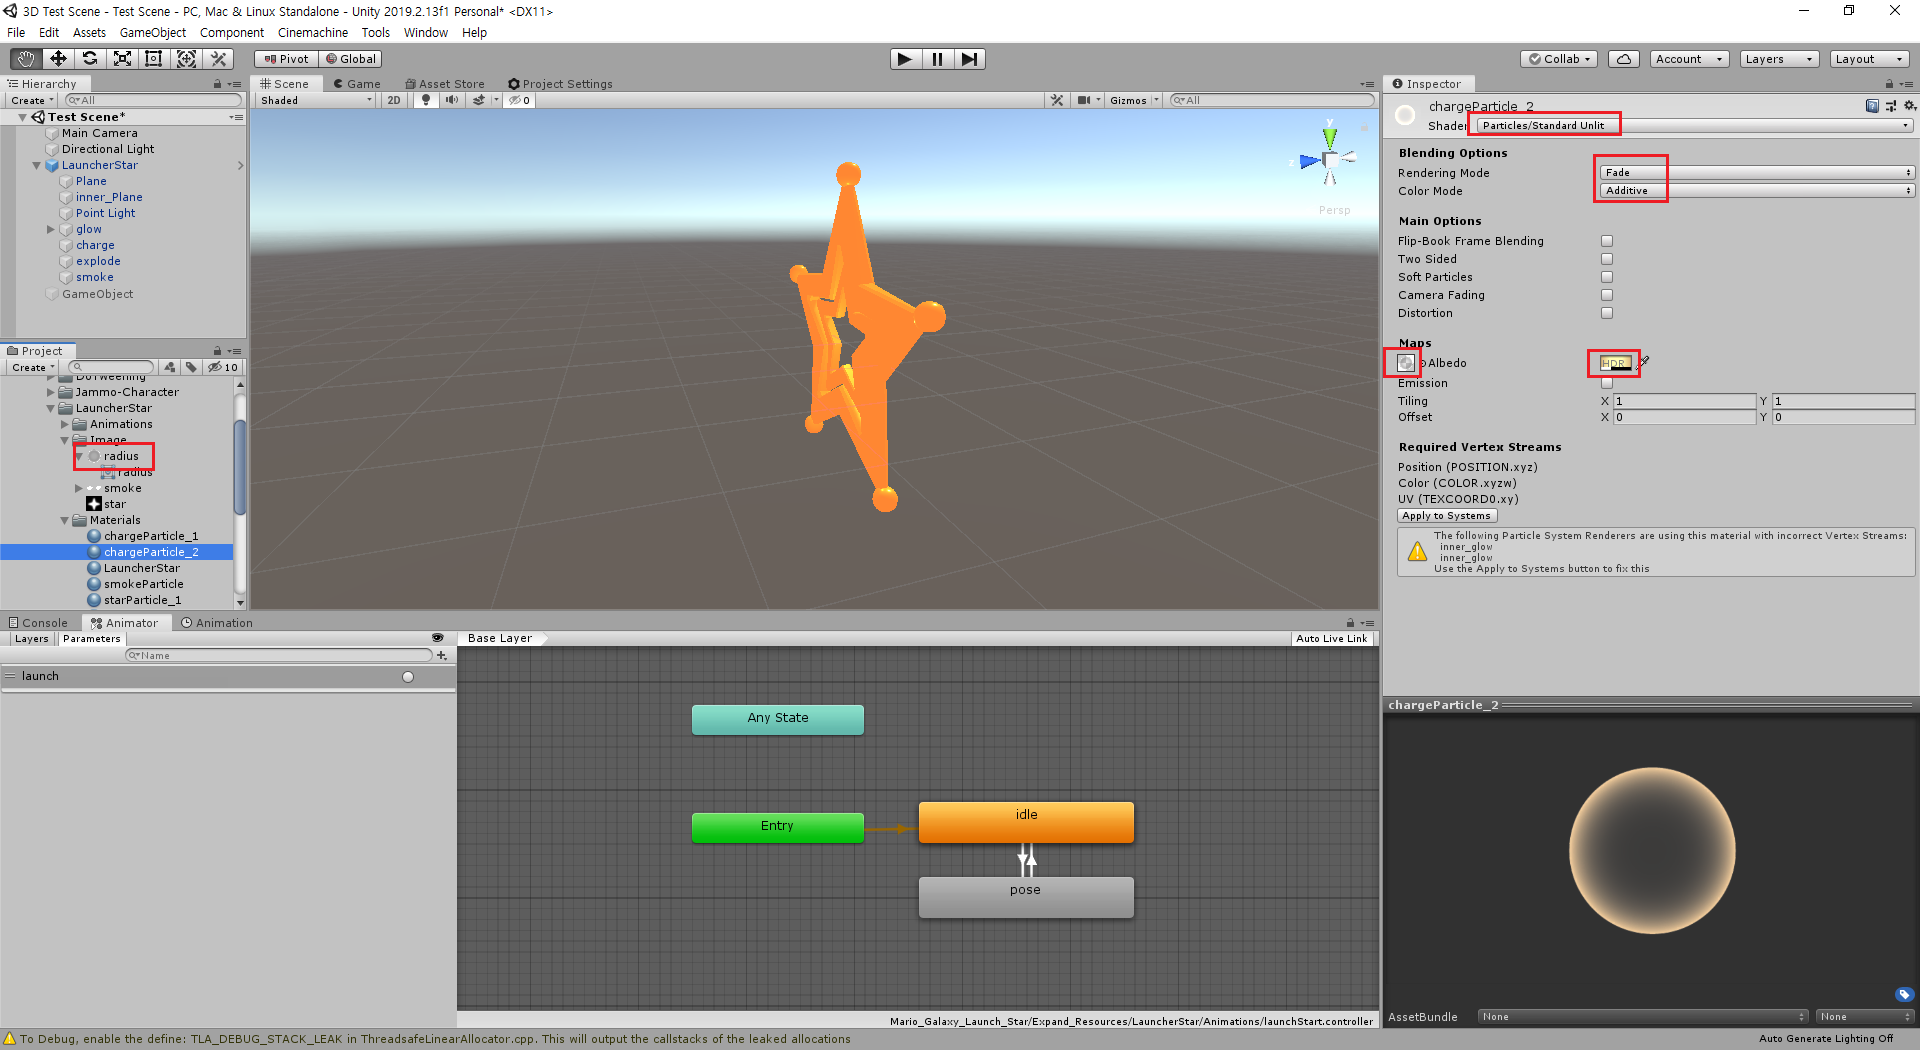 3D Test Scene - Test Scene - PC, Mac & Linux Standalone - Unity 2019.2.13f1 Personal* <DX11>
File Edit Assets GameObject Component Cinemachine Tools Window Help
Pivot Global
Collab Account Layers Layout
Hierarchy
Create All
Test Scene*
Main Camera
Directional Light
LauncherStar
Plane
inner_Plane
Point Light
glow
charge
explode
smoke
GameObject
Project
Create 10
DoTweening
Jammo-Character
LauncherStar
Animations
Image
radius
radius
smoke
star
Materials
chargeParticle_1
chargeParticle_2
LauncherStar
smokeParticle
starParticle_1
Scene Game Asset Store Project Settings
Shaded 2D 0 Gizmos All
y
z
Persp
Console Animator Animation
Layers Parameters
Name
launch
Base Layer Auto Live Link
Any State
Entry
idle
pose
Mario_Galaxy_Launch_Star/Expand_Resources/LauncherStar/Animations/launchStart.controller
Inspector
chargeParticle_2
Shader Particles/Standard Unlit
Blending Options
Rendering Mode Fade
Color Mode Additive
Main Options
Flip-Book Frame Blending
Two Sided
Soft Particles
Camera Fading
Distortion
Maps
Albedo HDR
Emission
Tiling X 1 Y 1
Offset X 0 Y 0
Required Vertex Streams
Position (POSITION.xyz)
Color (COLOR.xyzw)
UV (TEXCOORD0.xy)
Apply to Systems
The following Particle System Renderers are using this material with incorrect Vertex Streams:
inner_glow
inner_glow
Use the Apply to Systems button to fix this
chargeParticle_2
AssetBundle None None
To Debug, enable the define: TLA_DEBUG_STACK_LEAK in ThreadsafeLinearAllocator.cpp. This will output the callstacks of the leaked allocations
Auto Generate Lighting Off